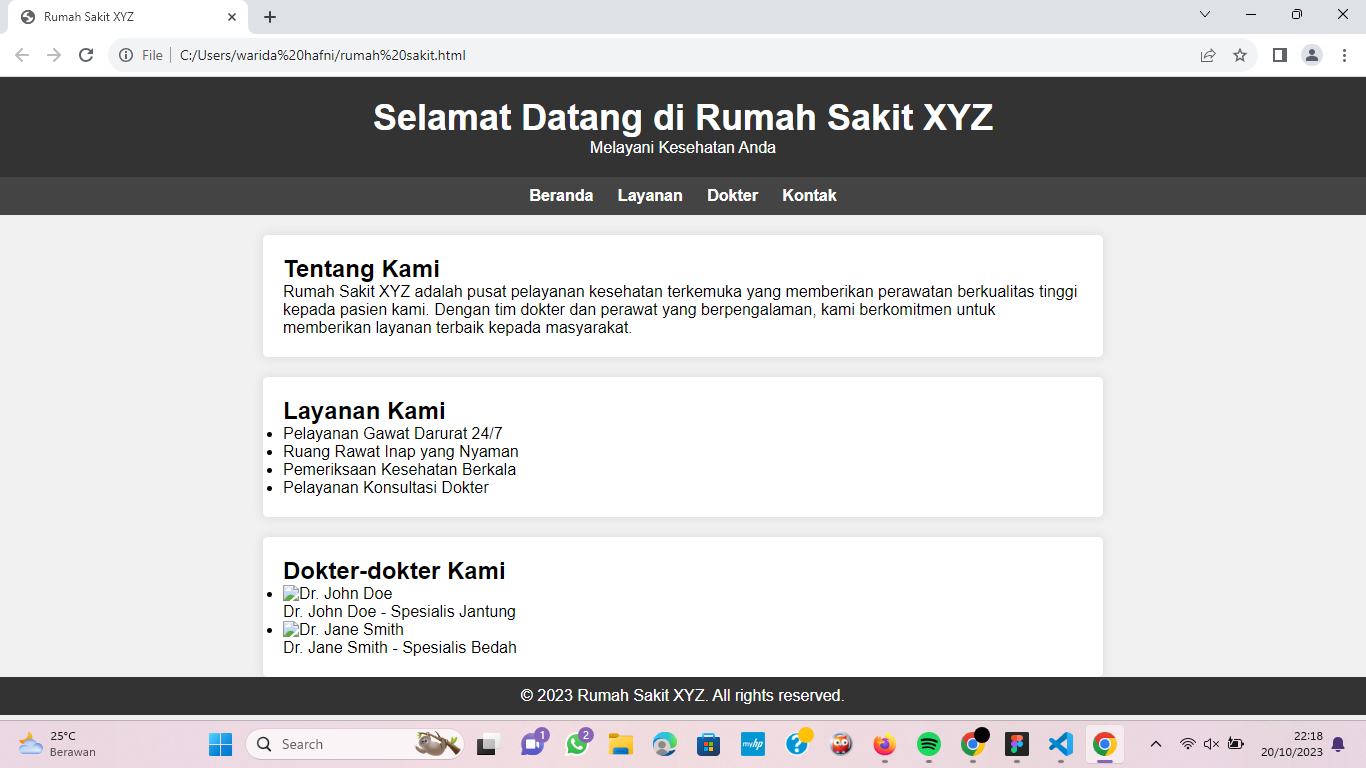 Rumah Sakit XYZ
File
C:/Users/warida%20hafni/rumah%20sakit.html
Selamat Datang di Rumah Sakit XYZ
Melayani Kesehatan Anda
Beranda Layanan Dokter Kontak
Tentang Kami
Rumah Sakit XYZ adalah pusat pelayanan kesehatan terkemuka yang memberikan perawatan berkualitas tinggi
kepada pasien kami. Dengan tim dokter dan perawat yang berpengalaman, kami berkomitmen untuk
memberikan layanan terbaik kepada masyarakat.
Layanan Kami
Pelayanan Gawat Darurat 24/7
Ruang Rawat Inap yang Nyaman
Pemeriksaan Kesehatan Berkala
Pelayanan Konsultasi Dokter
Dokter-dokter Kami
Dr. John Doe
Dr. John Doe - Spesialis Jantung
Dr. Jane Smith
Dr. Jane Smith - Spesialis Bedah
© 2023 Rumah Sakit XYZ. All rights reserved.
25°C
Berawan
Search
1
2
myhp
22:18
20/10/2023